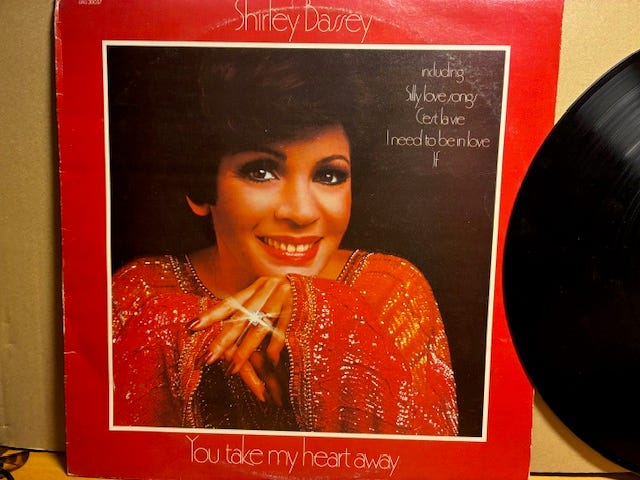 Shirley Bassey
including
Silly love songs
C'est la vie
I need to be in love
If
You take my heart away